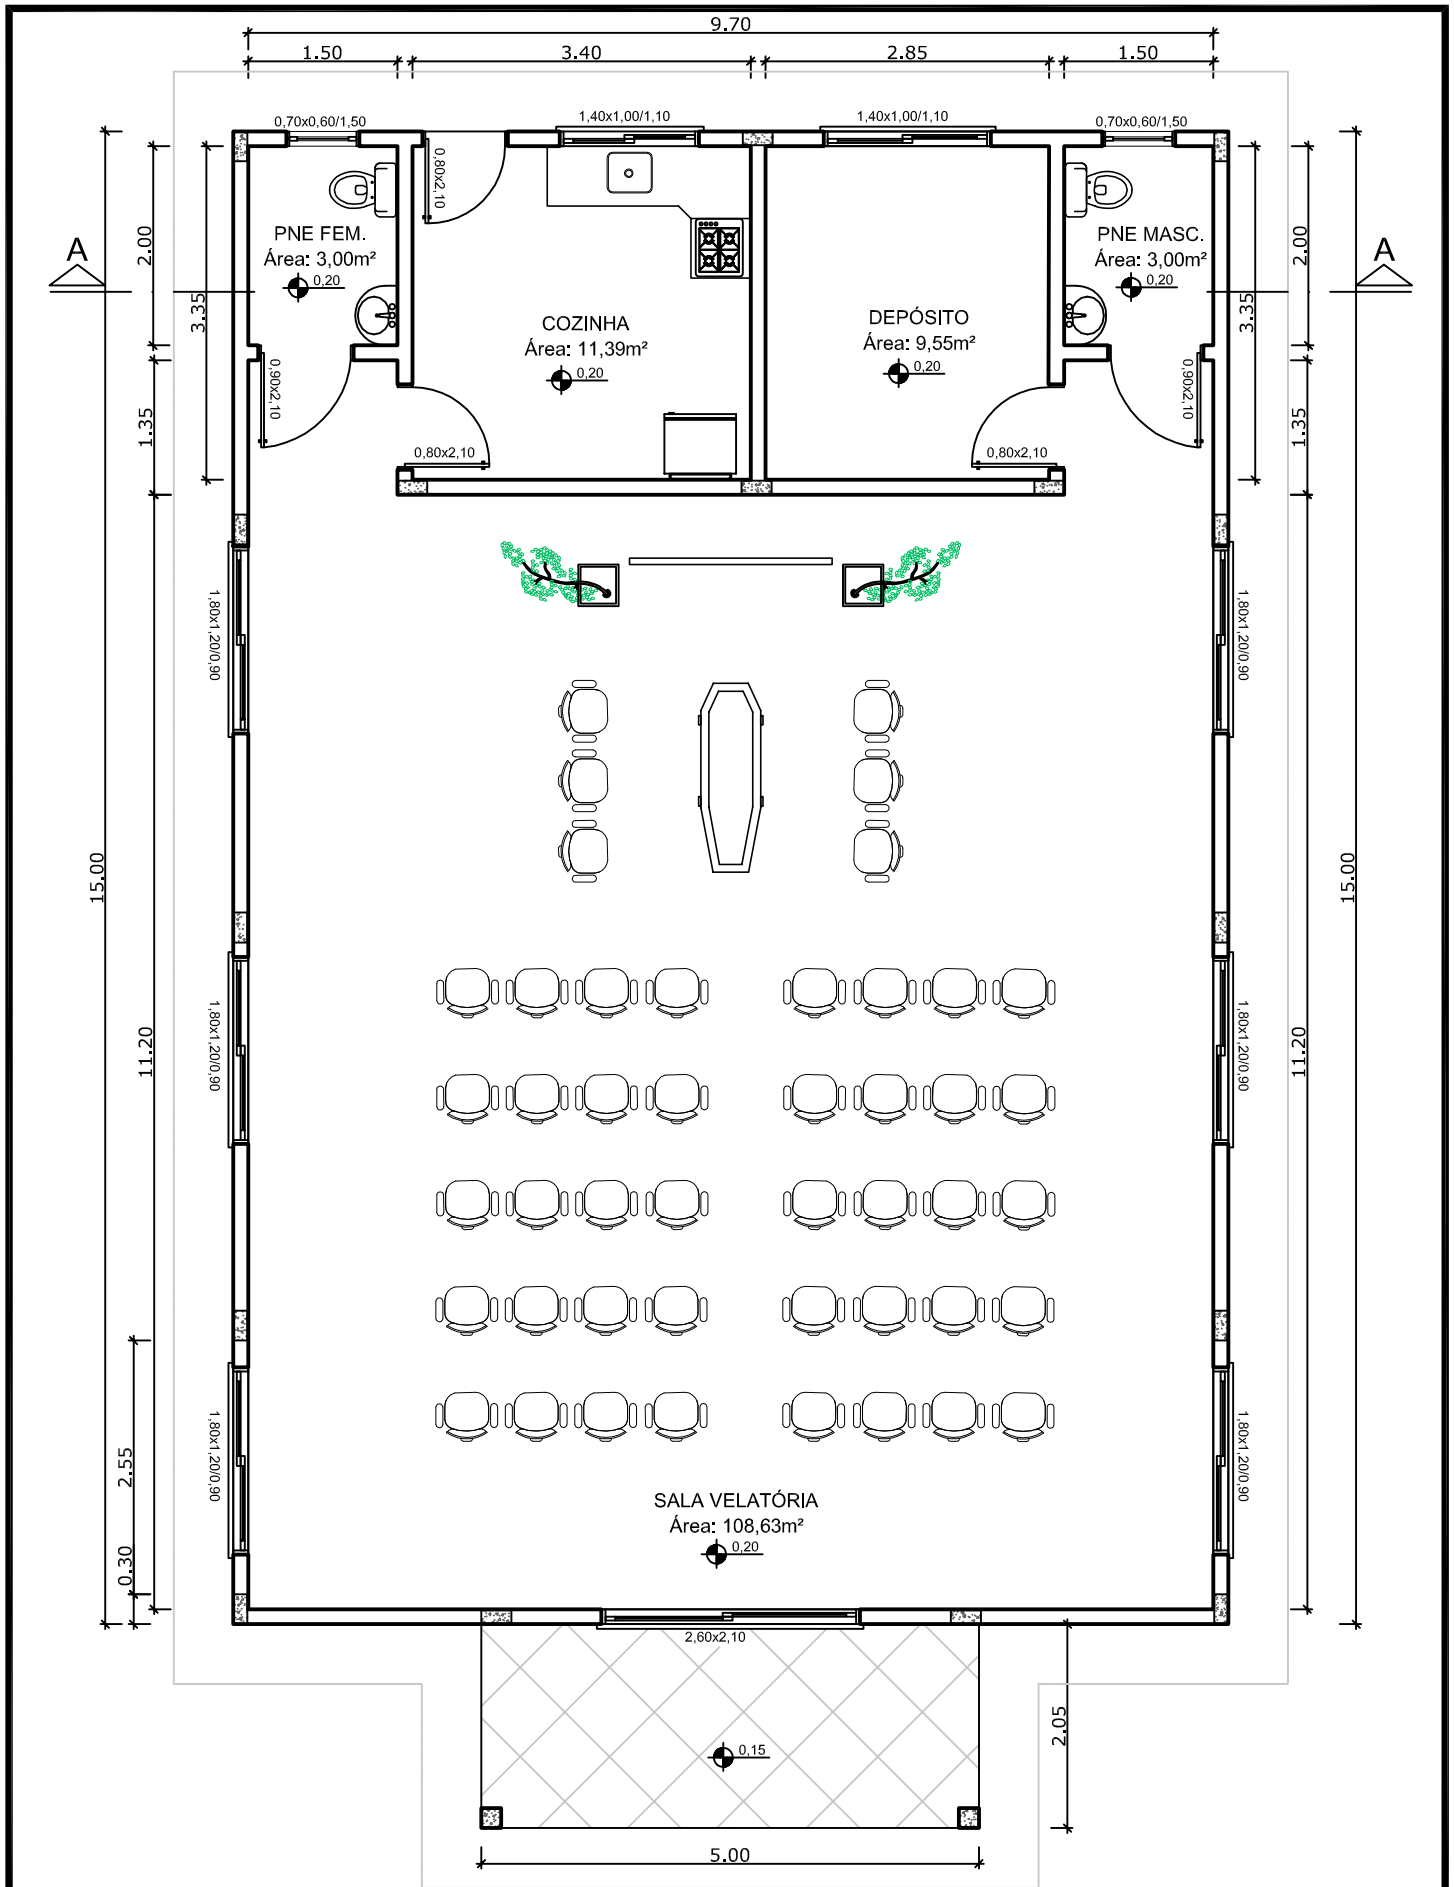 9.70
1.50
3.40
2.85
1.50
0,70x0,60/1,50
1,40x1,00/1,10
1,40x1,00/1,10
0,70x0,60/1,50
0,80x2,10
PNE FEM.
Área: 3,00m²
0,20
PNE MASC.
Área: 3,00m²
0,20
A
A
2.00
3.35
2.00
3.35
COZINHA
Área: 11,39m²
0,20
DEPÓSITO
Área: 9,55m²
0,20
0,90x2,10
0,90x2,10
1.35
1.35
0,80x2,10
0,80x2,10
1,80x1,20/0,90
1,80x1,20/0,90
15.00
15.00
11.20
1,80x1,20/0,90
1,80x1,20/0,90
11.20
2.55
1,80x1,20/0,90
1,80x1,20/0,90
SALA VELATÓRIA
Área: 108,63m²
0,20
0.30
2,60x2,10
0,15
2.05
5.00